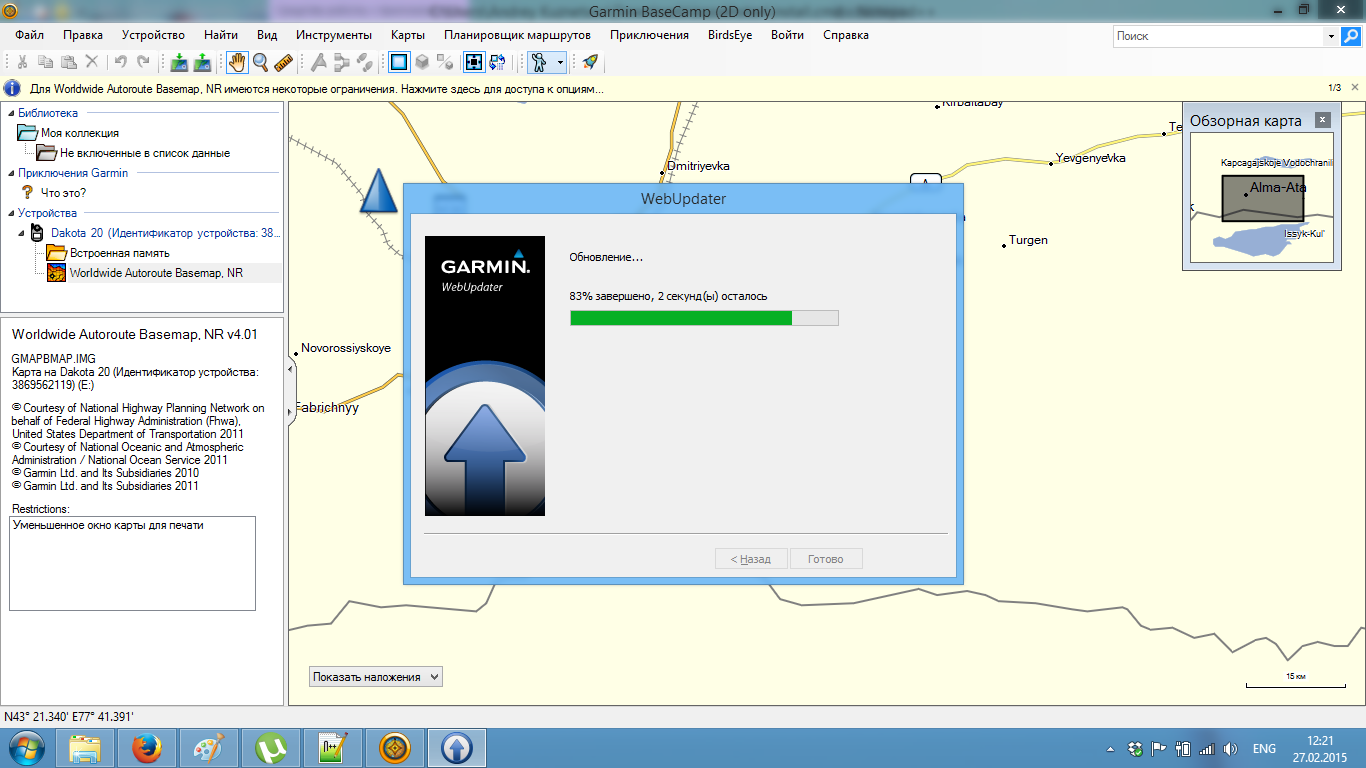 Garmin BaseCamp (2D only)
Файл Правка Устройство Найти Вид Инструменты Карты Планировщик маршрутов Приключения BirdsEye Войти Справка
Поиск
Для Worldwide Autoroute Basemap, NR имеются некоторые ограничения. Нажмите здесь для доступа к опциям...
1/3
Библиотека
Моя коллекция
Не включенные в список данные
Приключения Garmin
Что это?
Устройства
Dakota 20 (Идентификатор устройства: 38...
Встроенная память
Worldwide Autoroute Basemap, NR
Worldwide Autoroute Basemap, NR v4.01
GMAPBMAP.IMG
Карта на Dakota 20 (Идентификатор устройства:
3869562119) (E:)
© Courtesy of National Highway Planning Network on
behalf of Federal Highway Administration (Fhwa),
United States Department of Transportation 2011
© Courtesy of National Oceanic and Atmospheric
Administration / National Ocean Service 2011
© Garmin Ltd. and Its Subsidiaries 2010
© Garmin Ltd. and Its Subsidiaries 2011
Restrictions:
Уменьшенное окно карты для печати
Dmitriyevka
Yevgenyevka
Turgen
Novorossiyskoye
Fabrichnyy
Обзорная карта
Kapcagajskoje Vodochranili
Alma-Ata
Issyk-Kul'
WebUpdater
GARMIN.
WebUpdater
Обновление...
83% завершено, 2 секунд(ы) осталось
< Назад
Готово
Показать наложения
15 км
N43° 21.340' E77° 41.391'
ENG
12:21
27.02.2015